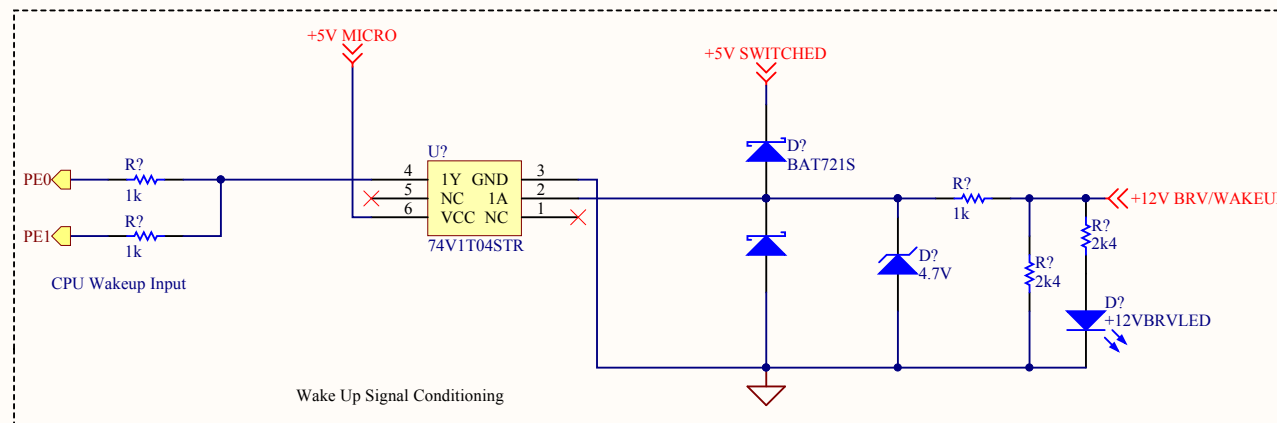 +5V MICRO
+5V SWITCHED
D?
BAT721S
U?
PE0
R?
1k
4
1Y
GND
3
5
NC
1A
2
6
VCC
NC
1
74V1T04STR
PE1
R?
1k
CPU Wakeup Input
R?
1k
+12V BRV/WAKEUP
R?
2k4
D?
4.7V
R?
2k4
D?
+12VBRVLED
Wake Up Signal Conditioning